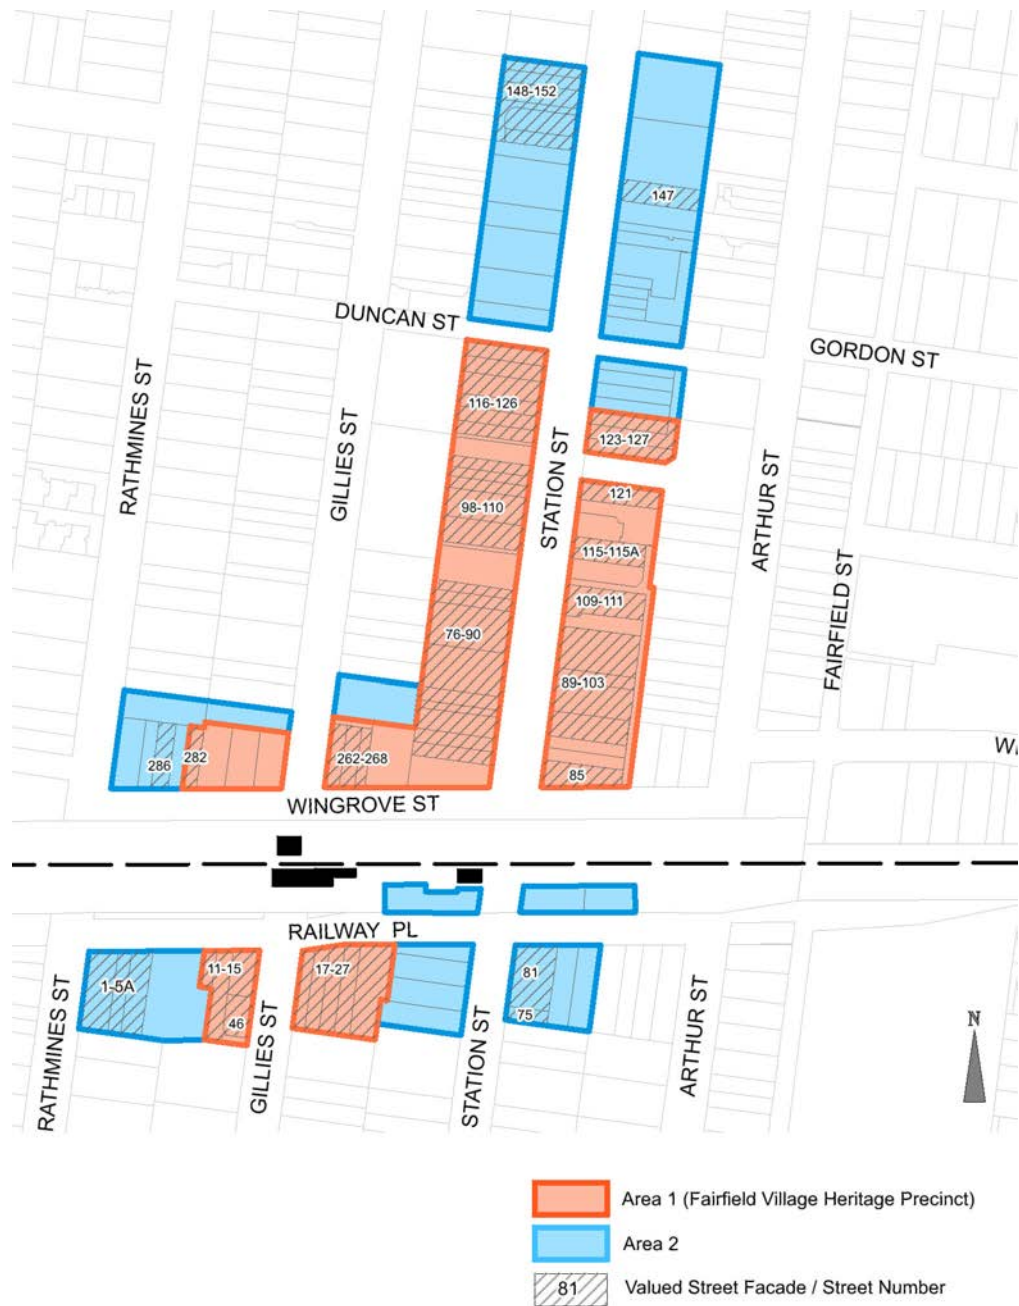 148-152
147
DUNCAN ST
GORDON ST
RATHMINES ST
GILLIES ST
116-126
123-127
STATION ST
ARTHUR ST
98-110
121
115-115A
FAIRFIELD ST
109-111
76-90
89-103
286
282
262-268
85
WINGROVE ST
RAILWAY PL
1-5A
11-15
17-27
81
46
75
RATHMINES ST
GILLIES ST
STATION ST
ARTHUR ST
N
Area 1 (Fairfield Village Heritage Precinct)
Area 2
81 Valued Street Facade / Street Number